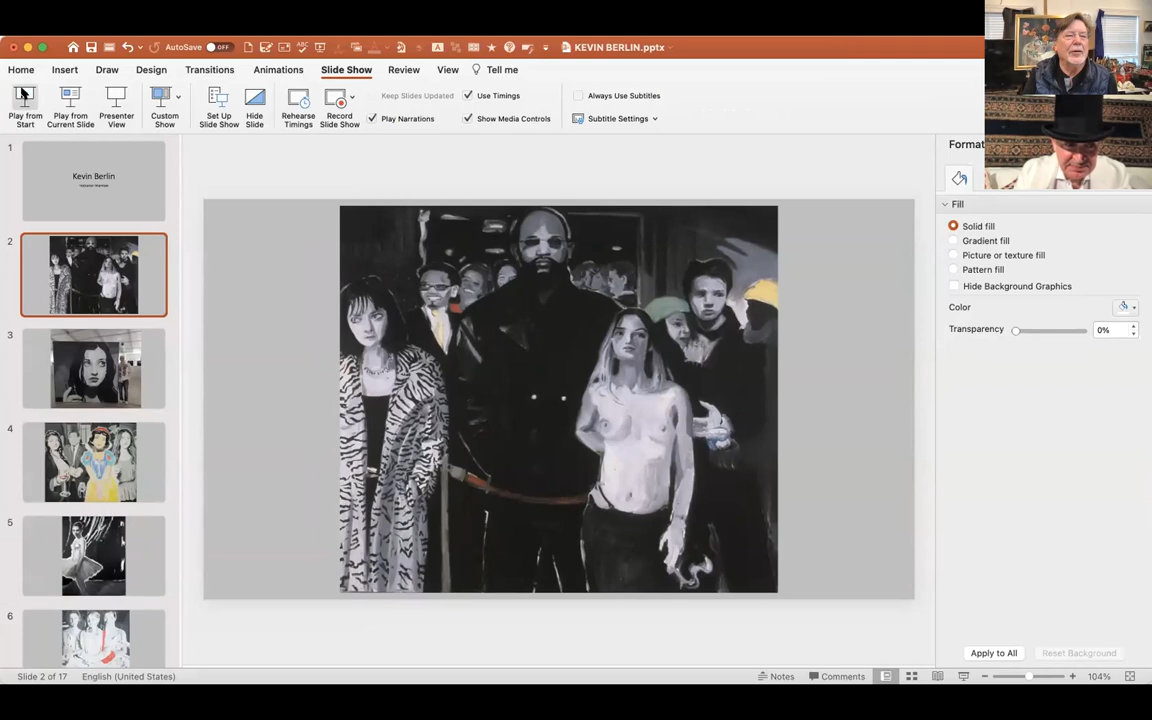 AutoSave OFF
KEVIN BERLIN.pptx
Home Insert Draw Design Transitions Animations Slide Show Review View Tell me
Play from Start
Play from Current Slide
Presenter View
Custom Show
Set Up Slide Show
Hide Slide
Rehearse Timings
Record Slide Show
Keep Slides Updated
Use Timings
Play Narrations
Show Media Controls
Always Use Subtitles
Subtitle Settings
1
Kevin Berlin
2
3
4
5
6
Format
Fill
Solid fill
Gradient fill
Picture or texture fill
Pattern fill
Hide Background Graphics
Color
Transparency 0%
Apply to All Reset Background
Slide 2 of 17 English (United States) Notes Comments 104%